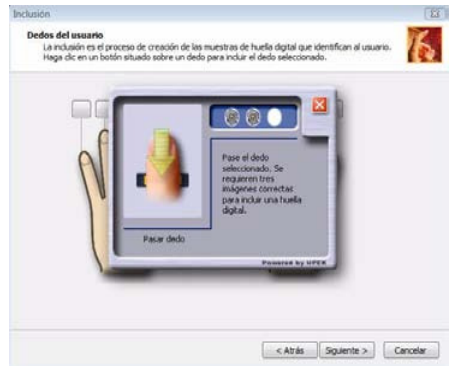 Inclusión
Dedos del usuario
La inclusión es el proceso de creación de las muestras de huella digital que identifican al usuario.
Haga clic en un botón situado sobre un dedo para incluir el dedo seleccionado.
Pase el dedo
seleccionado. Se
requieren tres
imágenes correctas
para incluir una huella
digital.
Pasar dedo
Powered by UPEK
< Atrás
Siguiente >
Cancelar